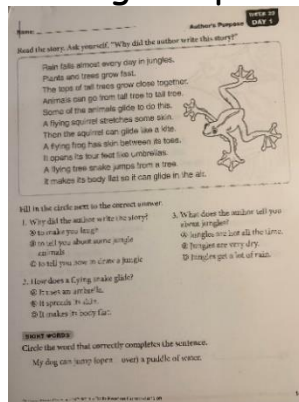 Name:
Author's Purpose
WEEK
DAY 1
Read the story. Ask yourself, "Why did the author write this story?"
Rain falls almost every day in jungles.
Plants and trees grow fast.
The tops of tall trees grow close together.
Animals can go from tall tree to tall tree.
Some of the animals glide to do this.
A flying squirrel stretches some skin.
Then the squirrel can glide like a kite.
A flying frog has skin between its toes.
It opens its four feet like umbrellas.
A flying tree snake jumps from a tree.
It makes its body flat so it can glide in the air.
Fill in the circle next to the correct answer.
1. Why did the author write the story?
to make you laugh
to tell you about some jungle
animals
to tell you how to draw a jungle
2. How does a flying snake glide?
It uses an umbrella.
It spreads its skin.
It makes its body flat.
3. What does the author tell you
about jungles?
Jungles are hot all the time.
Jungles are very dry.
Jungles get a lot of rain.
SIGHT WORDS
Circle the word that correctly completes the sentence.
My dog can jump (open over) a puddle of water.